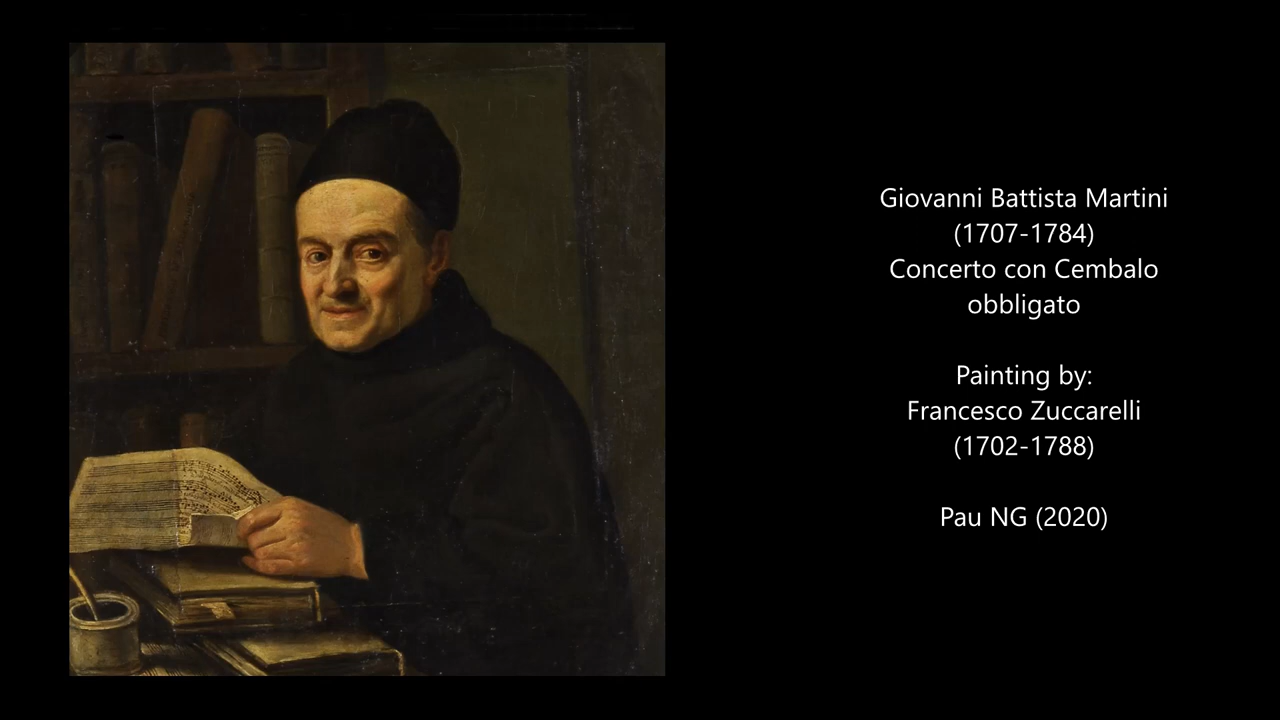 Giovanni Battista Martini
(1707-1784)
Concerto con Cembalo
obbligato
Painting by:
Francesco Zuccarelli
(1702-1788)
Pau NG (2020)